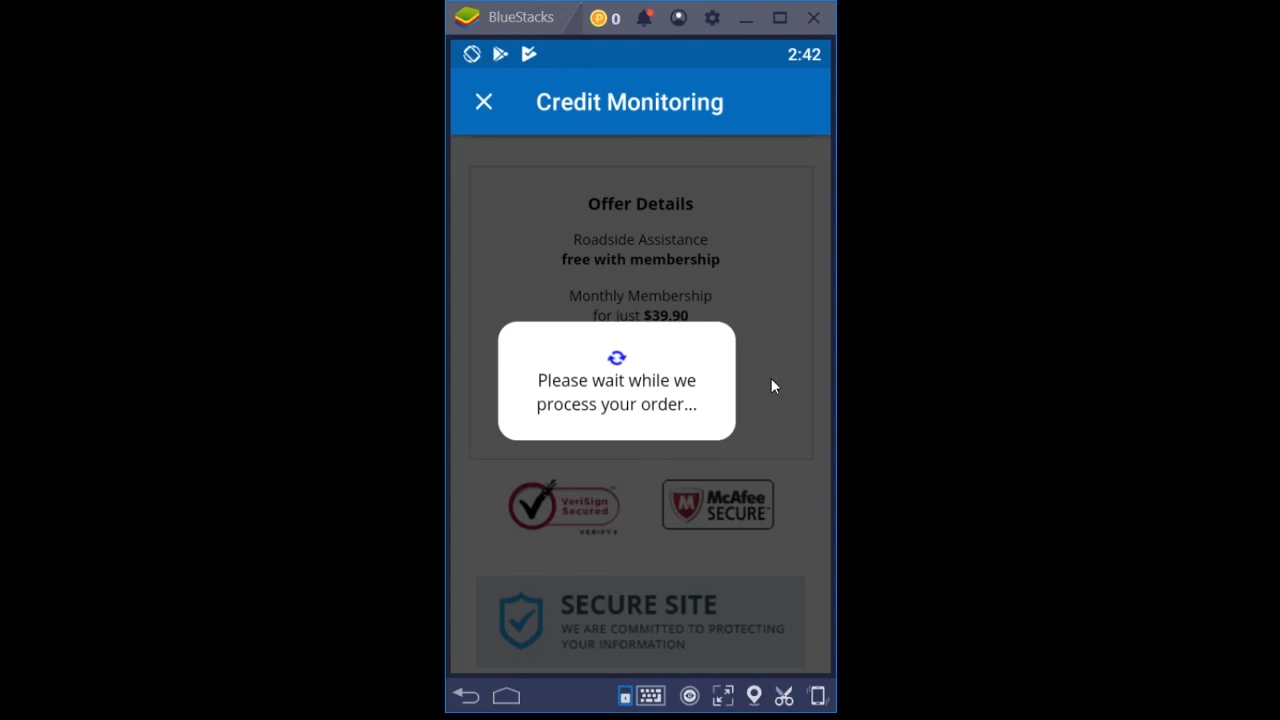 BlueStacks
0
2:42
Credit Monitoring
Offer Details
Roadside Assistance
free with membership
Monthly Membership
for just $39.90
Please wait while we
process your order...
VeriSign
Secured
VERIFY
McAfee
SECURE
SECURE SITE
WE ARE COMMITTED TO PROTECTING
YOUR INFORMATION